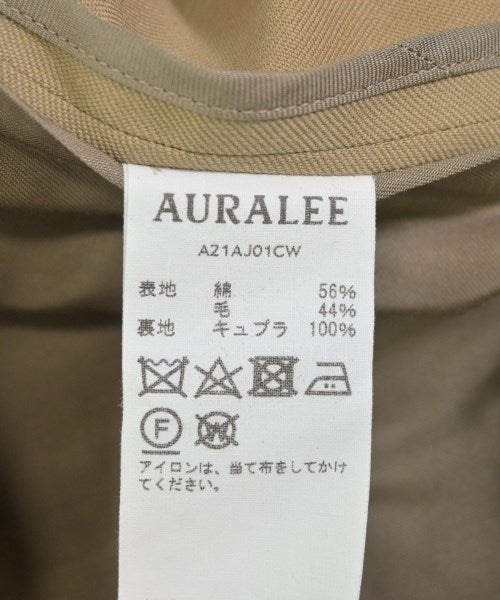 AURALEE
A21AJ01CW
表地 綿 56%
毛 44%
裏地 キュプラ 100%
F W
アイロンは、当て布をしてかけ
てください。